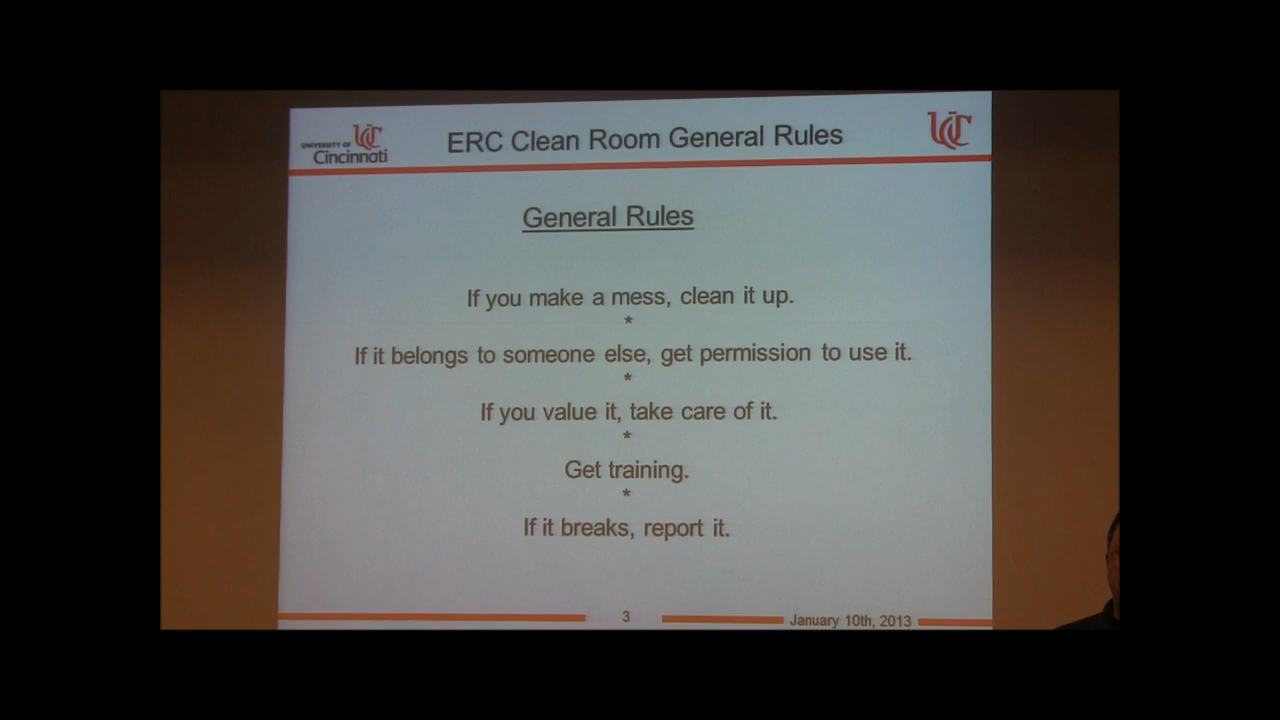 UNIVERSITY OF
Cincinnati
UC
ERC Clean Room General Rules
UC
General Rules
If you make a mess, clean it up.
*
If it belongs to someone else, get permission to use it.
*
If you value it, take care of it.
*
Get training.
*
If it breaks, report it.
3
January 10th, 2013